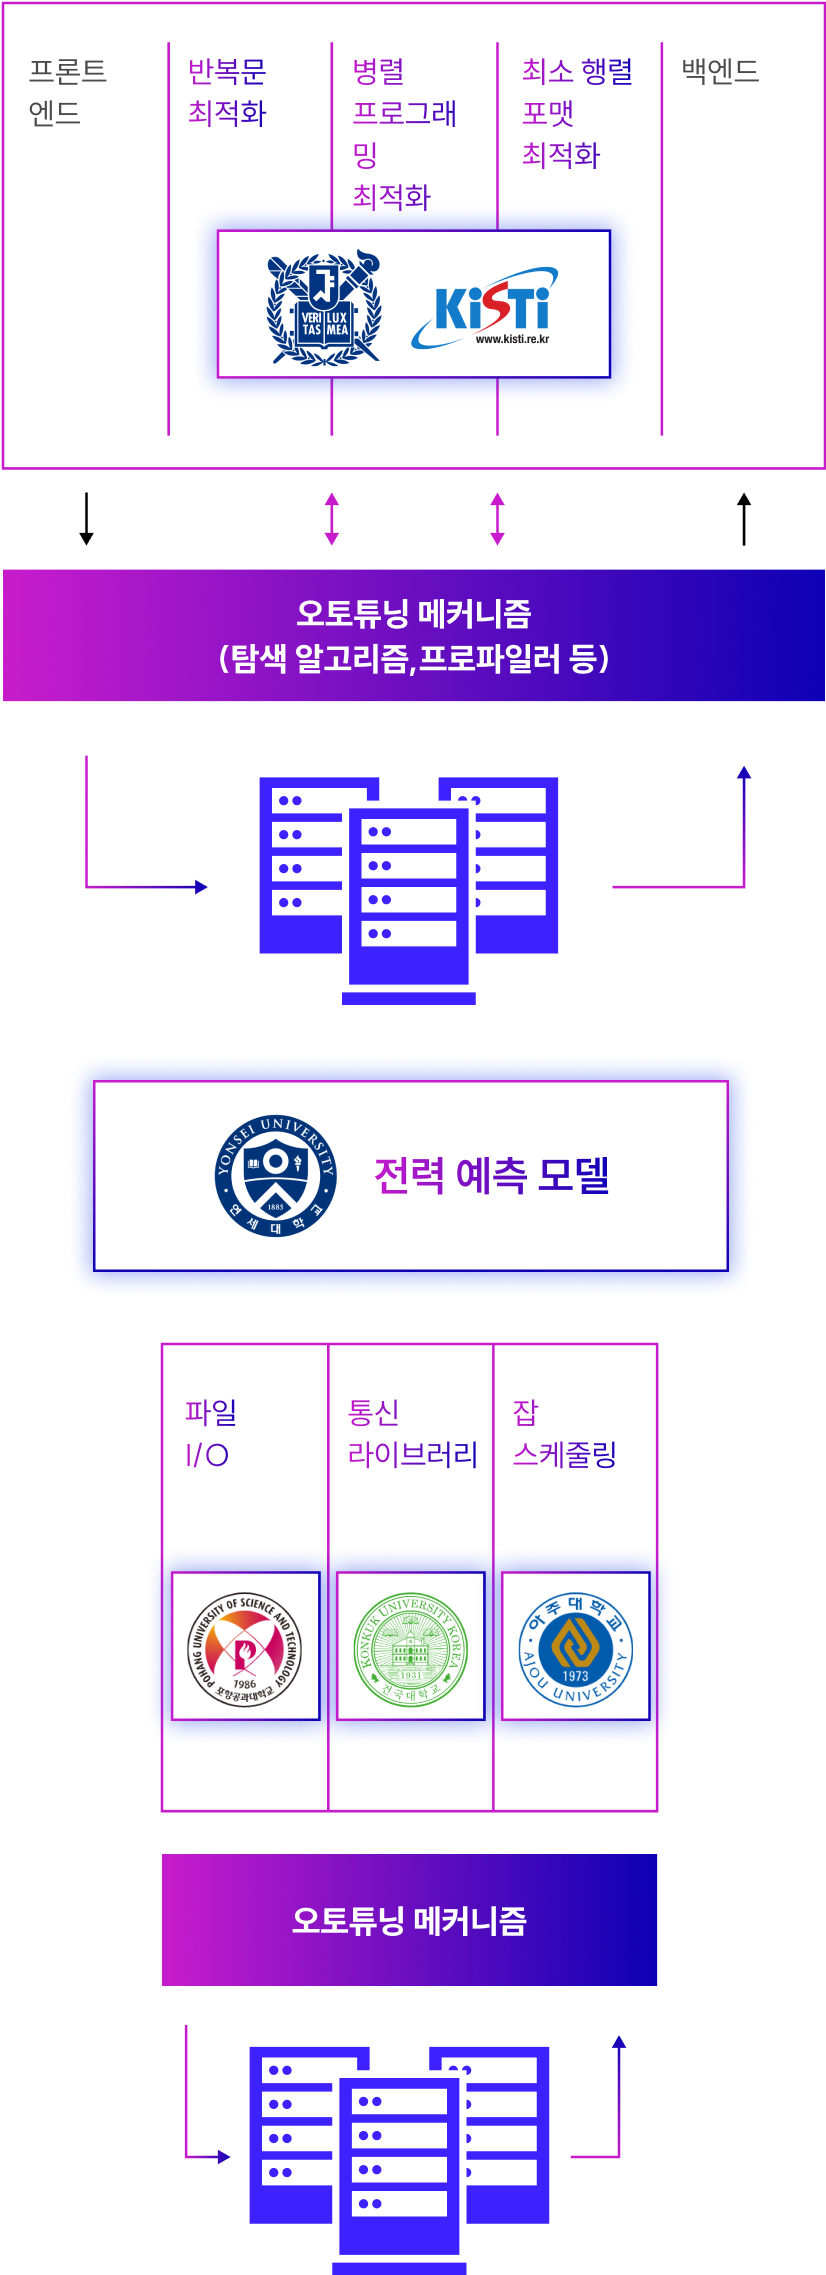 프론트
엔드
반복문
최적화
병렬
프로그래
밍
최적화
최소 행렬
포맷
최적화
백엔드
VERI LUX
TAS MEA
KiSTi
www.kisti.re.kr
오토튜닝 메커니즘
(탐색 알고리즘,프로파일러 등)
YONSEI UNIVERSITY
1885
연세대학교
전력 예측 모델
파일
I/O
통신
라이브러리
잡
스케줄링
POHANG UNIVERSITY OF SCIENCE AND TECHNOLOGY
1986
포항공과대학교
KONKUK UNIVERSITY KOREA
1931
건국대학교
아주대학교
1973
AJOU UNIVERSITY
오토튜닝 메커니즘